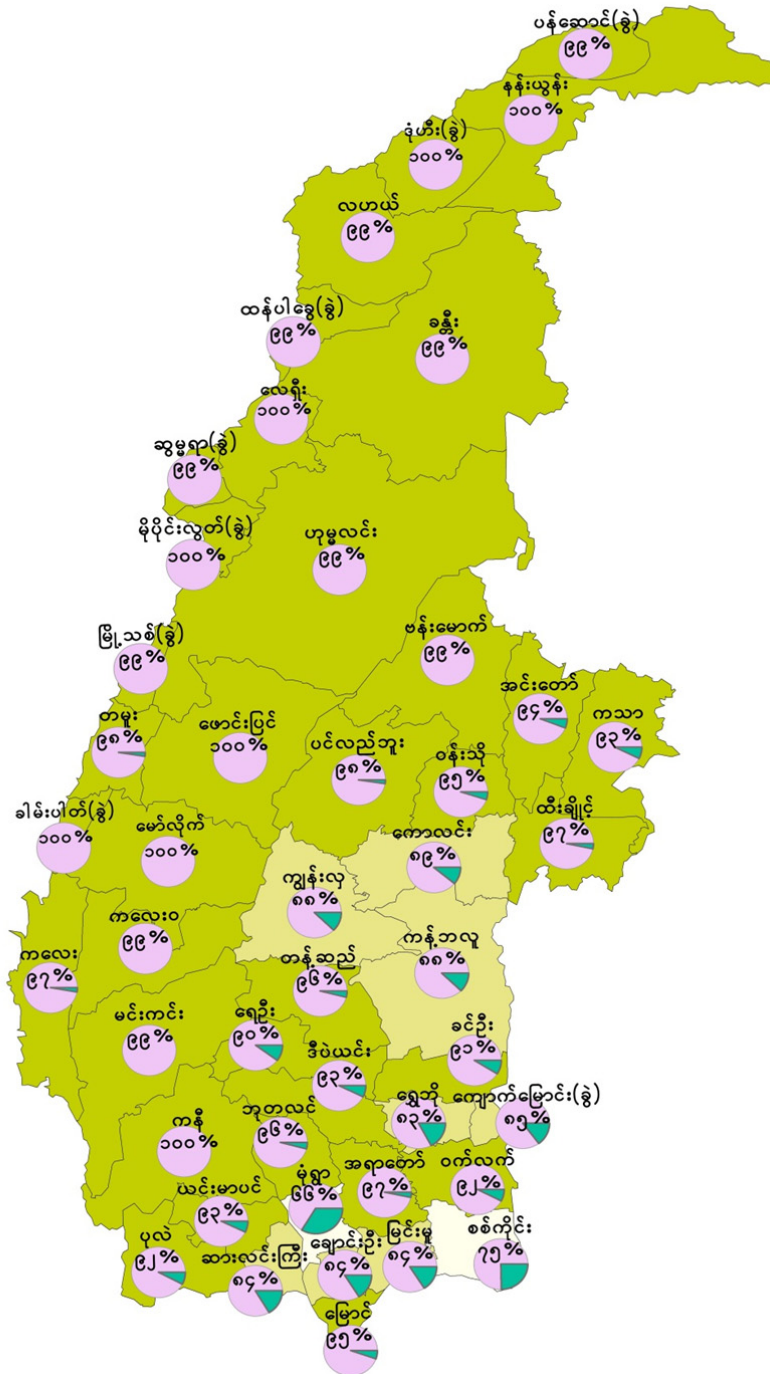 ပန်ဆောင်(ခွဲ)
၉၉%
နန်းယွန်း
၁၀၀%
ဒုံဟီး(ခွဲ)
၁၀၀%
လဟယ်
၉၉%
ထန်ပါခွေ(ခွဲ)
၉၉%
ခန္တီး
၉၉%
လေရှီး
၁၀၀%
ဆွမ္မရာ(ခွဲ)
၉၉%
မိုပိုင်းလွတ်(ခွဲ)
၁၀၀%
ဟုမ္မလင်း
၉၉%
မြို့သစ်(ခွဲ)
၉၉%
ဗန်းမောက်
၉၉%
အင်းတော်
၉၄%
ကသာ
၉၃%
တမူး
၉၈%
ဖောင်းပြင်
၁၀၀%
ပင်လည်ဘူး
၉၈%
ဝန်းသို
၉၅%
ထီးချိုင့်
၉၇%
ခါမ်းပါတ်(ခွဲ)
၁၀၀%
မော်လိုက်
၁၀၀%
ကောလင်း
၈၉%
ကျွန်းလှ
၈၈%
ကလေးဝ
၉၉%
ကန့်ဘလူ
၈၈%
ကလေး
၉၇%
တန့်ဆည်
၉၆%
မင်းကင်း
၉၉%
ရေဦး
၉၀%
ခင်ဦး
၉၁%
ဒီပဲယင်း
၉၃%
ရွှေဘို
၈၃%
ကျောက်မြောင်း(ခွဲ)
၈၅%
ကနီ
၁၀၀%
ဘုတလင်
၉၆%
အရာတော်
၉၇%
ဝက်လက်
၉၂%
မုံရွာ
၆၆%
ယင်းမာပင်
၉၃%
ပုလဲ
၉၂%
ဆားလင်းကြီး
၈၄%
ချောင်းဦး
၈၄%
မြင်းမူ
၈၄%
စစ်ကိုင်း
၇၅%
မြောင်
၉၅%